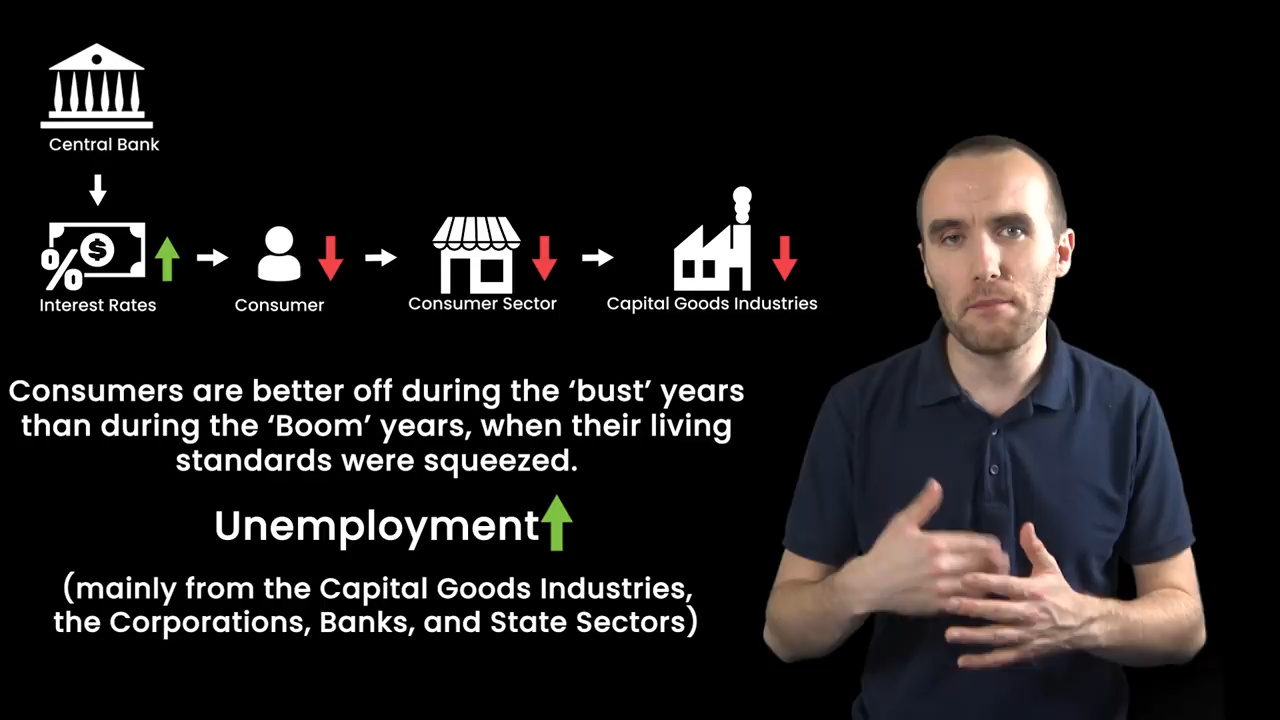 Central Bank
%
$
Interest Rates
Consumer
Consumer Sector
Capital Goods Industries
Consumers are better off during the ‘bust’ years
than during the ‘Boom’ years, when their living
standards were squeezed.
Unemployment
(mainly from the Capital Goods Industries,
the Corporations, Banks, and State Sectors)